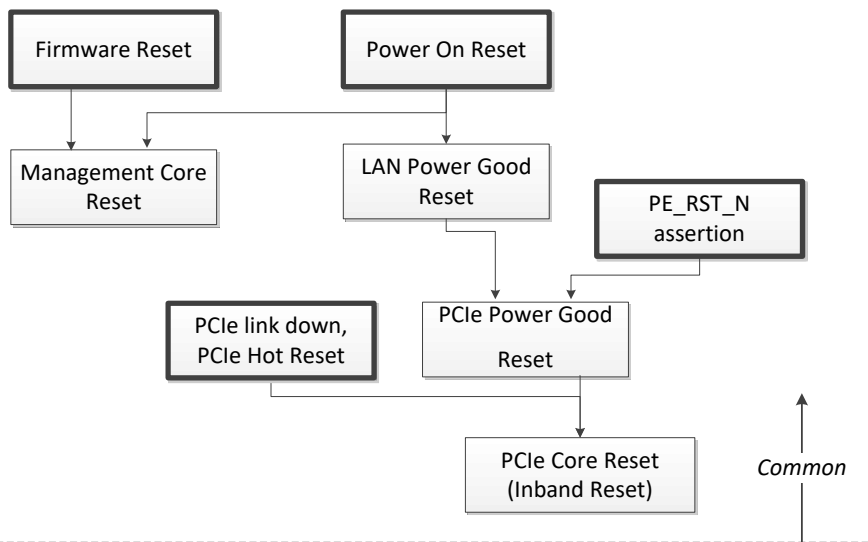 Firmware Reset
Power On Reset
Management Core
Reset
LAN Power Good
Reset
PE_RST_N
assertion
PCIe link down,
PCIe Hot Reset
PCIe Power Good
Reset
PCIe Core Reset
(Inband Reset)
Common